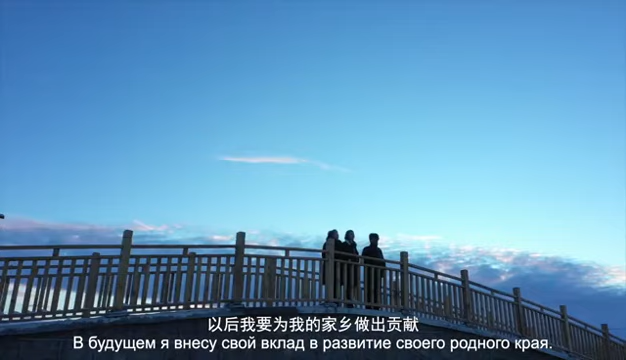 以后我要为我的家乡做出贡献
В будущем я внесу свой вклад в развитие своего родного края.